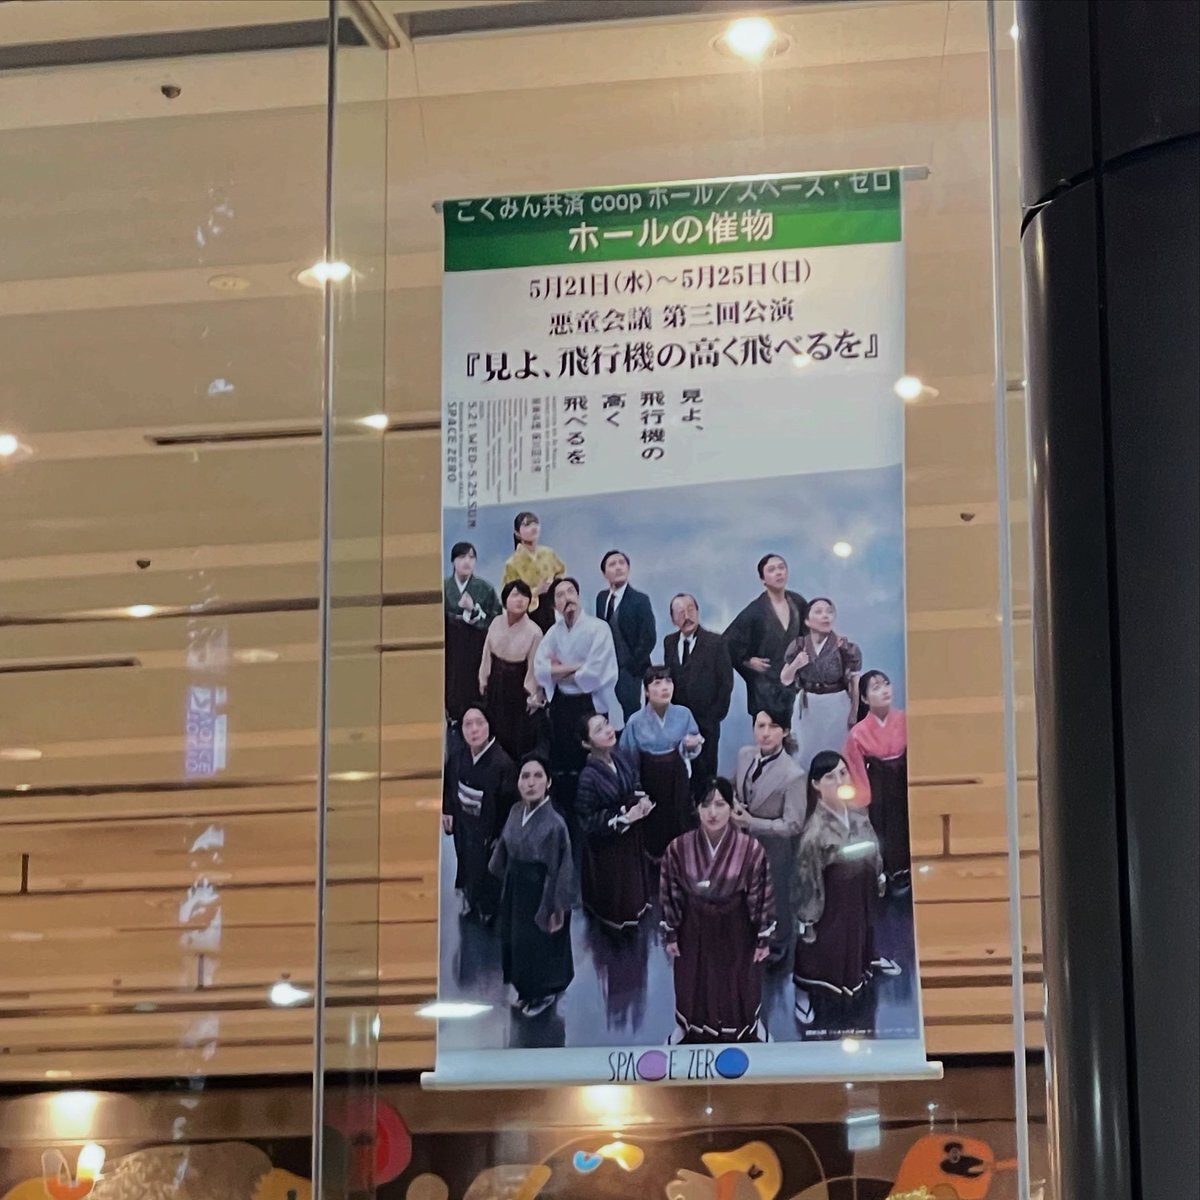 こくみん共済 coop ホール／スペース・ゼロ
ホールの催物
5月21日(水)～5月25日(日)
悪童会議 第三回公演
『見よ、飛行機の高く飛べるを』
見よ、
飛行機の
高く
飛べるを
5.21.WED-5.25.SUN
SPACE ZERO
SPACE ZERO